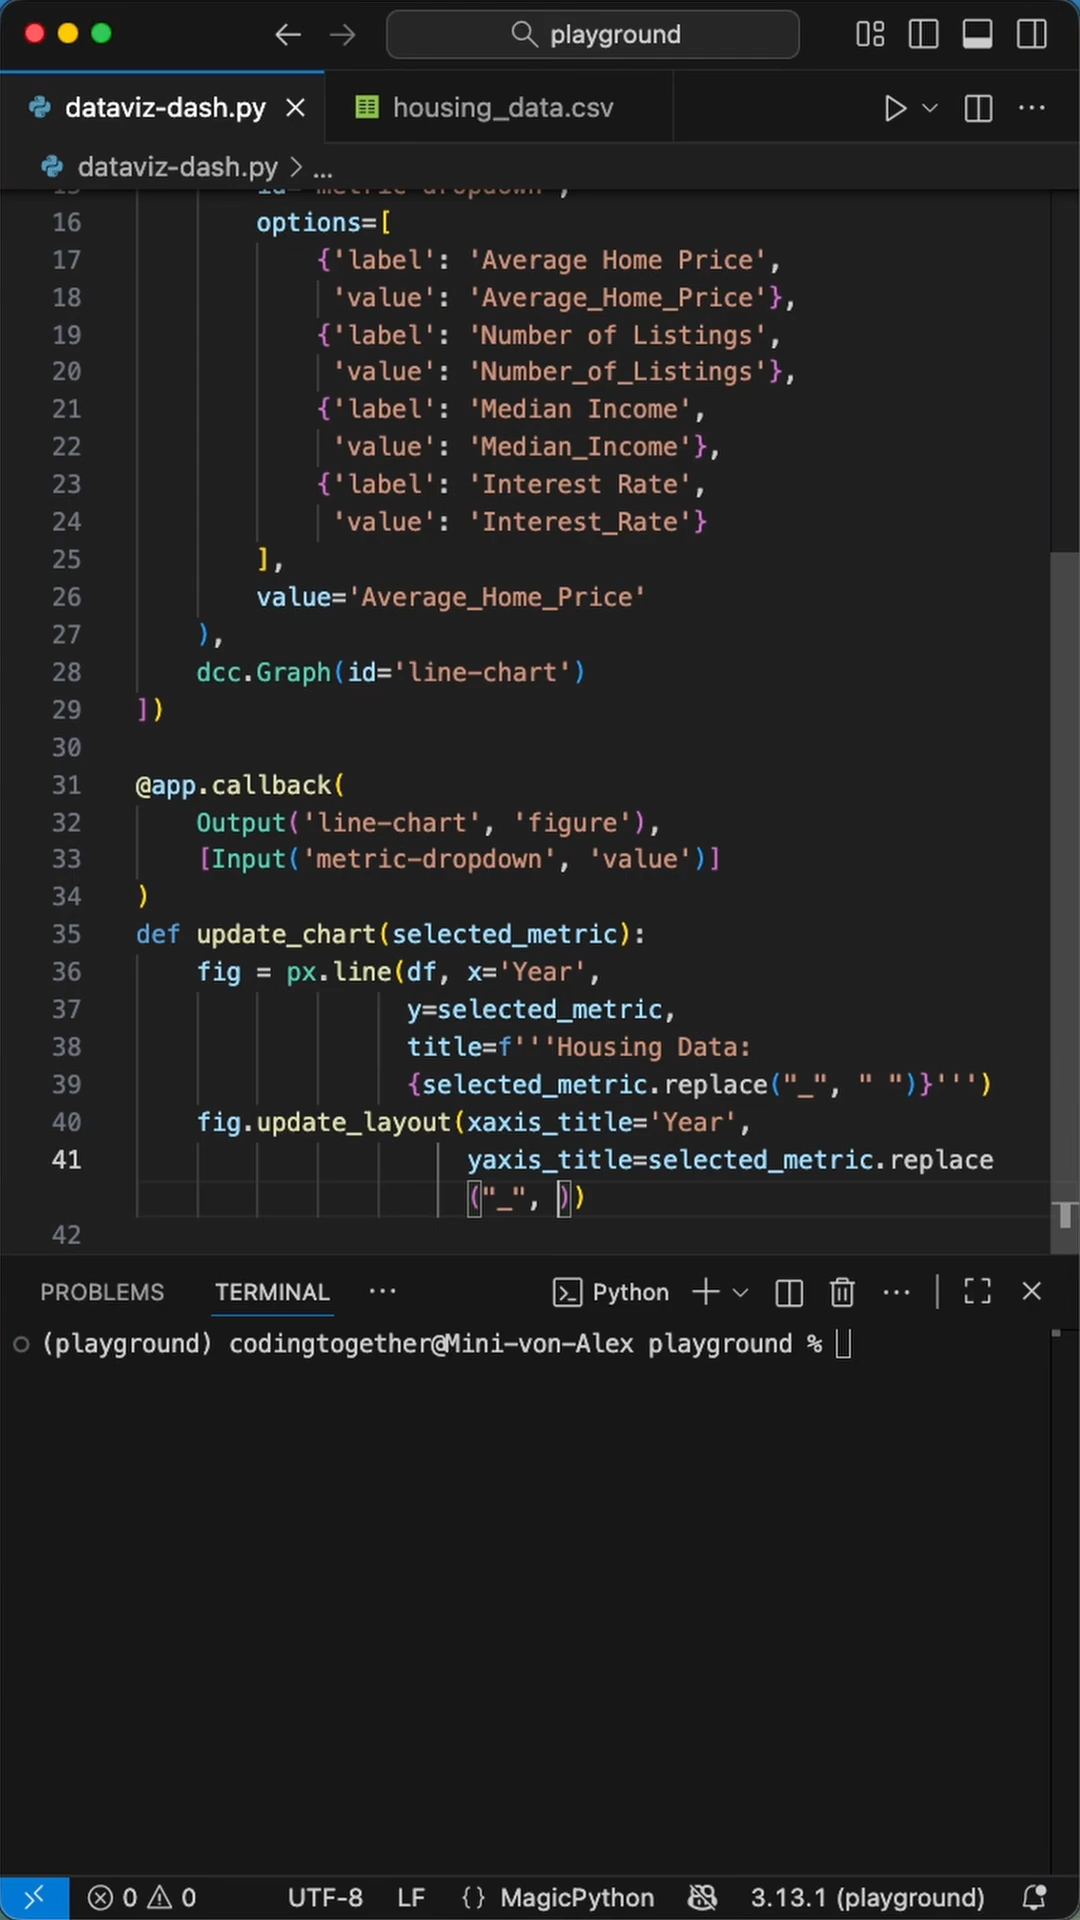 playground
dataviz-dash.py
housing_data.csv
dataviz-dash.py > ...
16 options=[
17 {'label': 'Average Home Price',
18 'value': 'Average_Home_Price'},
19 {'label': 'Number of Listings',
20 'value': 'Number_of_Listings'},
21 {'label': 'Median Income',
22 'value': 'Median_Income'},
23 {'label': 'Interest Rate',
24 'value': 'Interest_Rate'}
25 ],
26 value='Average_Home_Price'
27 ),
28 dcc.Graph(id='line-chart')
29 ])
30
31 @app.callback(
32 Output('line-chart', 'figure'),
33 [Input('metric-dropdown', 'value')]
34 )
35 def update_chart(selected_metric):
36 fig = px.line(df, x='Year',
37 y=selected_metric,
38 title=f'''Housing Data:
39 {selected_metric.replace("_", " ")}''')
40 fig.update_layout(xaxis_title='Year',
41 yaxis_title=selected_metric.replace
("_", ))
42
PROBLEMS TERMINAL ... Python
(playground) codingtogether@Mini-von-Alex playground %
0 0 UTF-8 LF {} MagicPython 3.13.1 (playground)